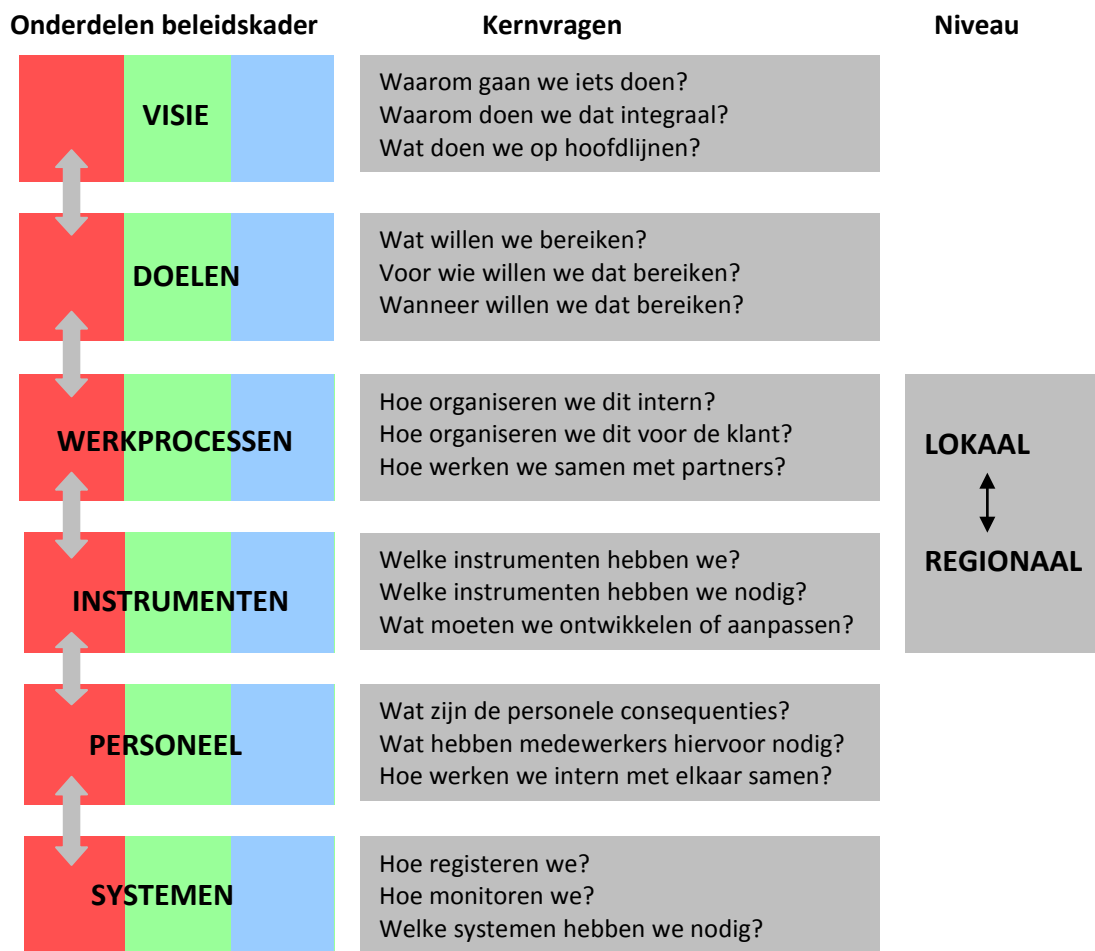 Onderdelen beleidskader Kernvragen Niveau
VISIE
Waarom gaan we iets doen?
Waarom doen we dat integraal?
Wat doen we op hoofdlijnen?
DOELEN
Wat willen we bereiken?
Voor wie willen we dat bereiken?
Wanneer willen we dat bereiken?
WERKPROCESSEN
Hoe organiseren we dit intern?
Hoe organiseren we dit voor de klant?
Hoe werken we samen met partners?
LOKAAL
REGIONAAL
INSTRUMENTEN
Welke instrumenten hebben we?
Welke instrumenten hebben we nodig?
Wat moeten we ontwikkelen of aanpassen?
PERSONEEL
Wat zijn de personele consequenties?
Wat hebben medewerkers hiervoor nodig?
Hoe werken we intern met elkaar samen?
SYSTEMEN
Hoe registeren we?
Hoe monitoren we?
Welke systemen hebben we nodig?